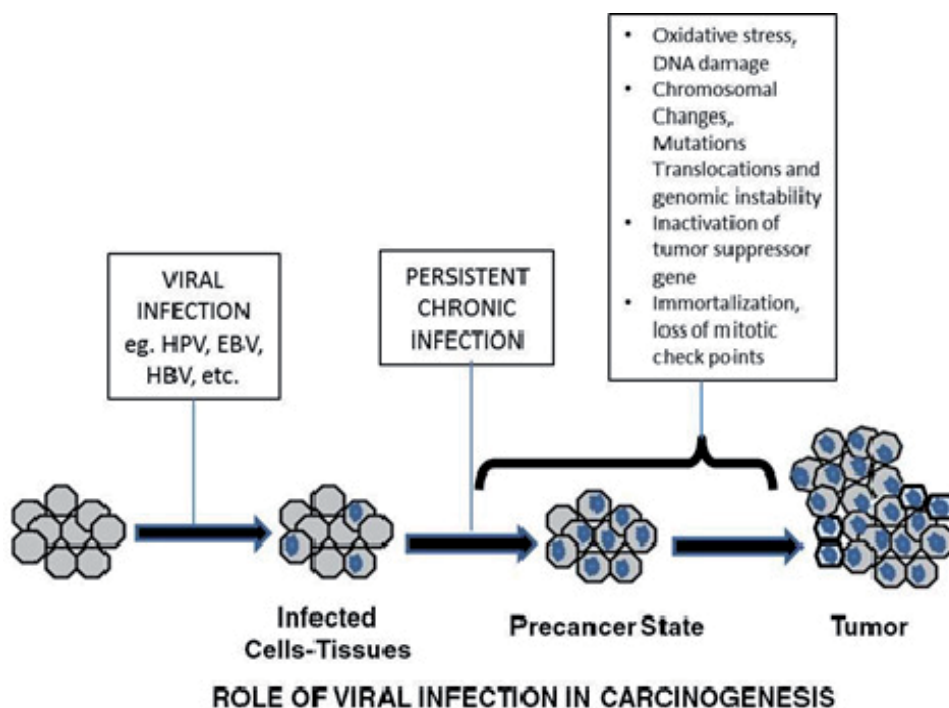 VIRAL
INFECTION
eg. HPV, EBV,
HBV, etc.
PERSISTENT
CHRONIC
INFECTION
• Oxidative stress,
DNA damage
• Chromosomal
Changes,
Mutations
Translocations and
genomic instability
• Inactivation of
tumor suppressor
gene
• Immortalization,
loss of mitotic
check points
Infected
Cells-Tissues
Precancer State
Tumor
ROLE OF VIRAL INFECTION IN CARCINOGENESIS